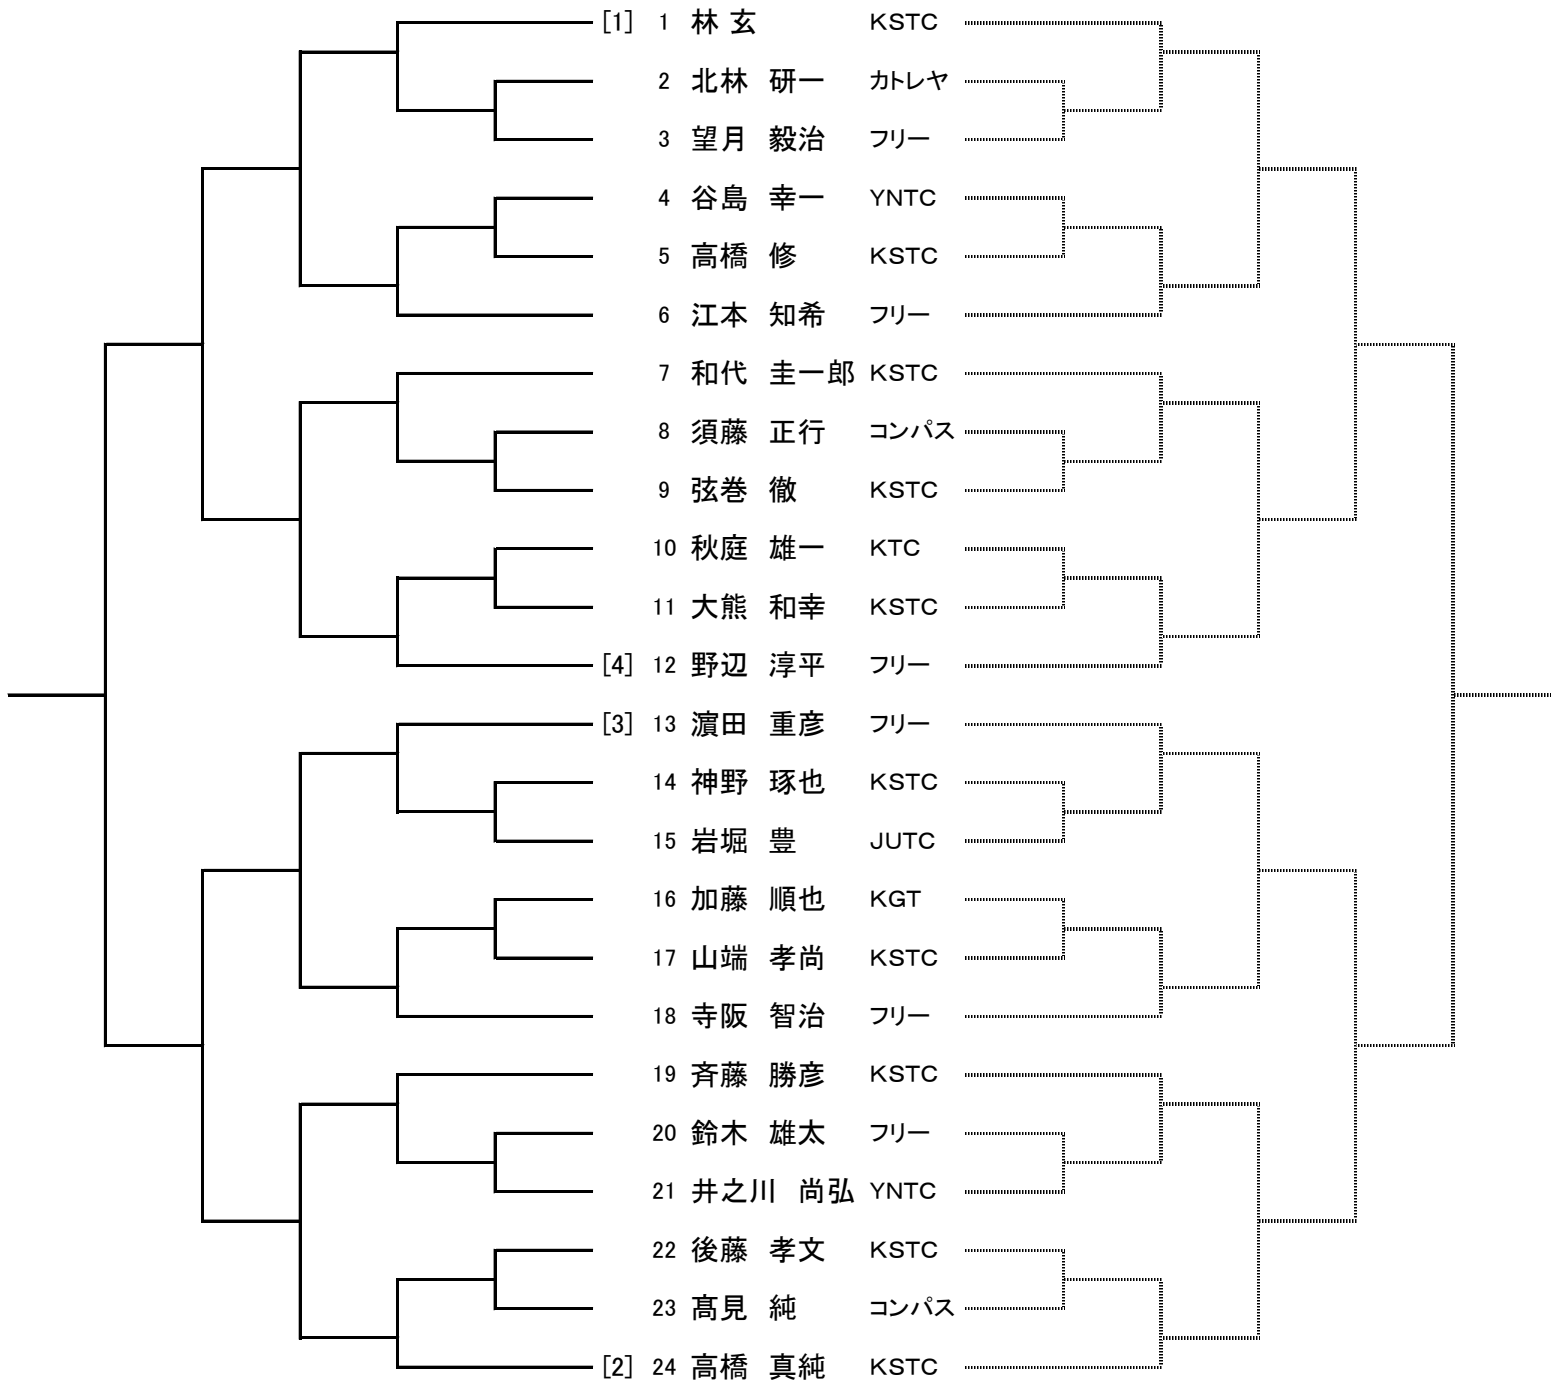 [1] 1 林 玄 KSTC
2 北林 研一 カトレヤ
3 望月 毅治 フリー
4 谷島 幸一 YNTC
5 高橋 修 KSTC
6 江本 知希 フリー
7 和代 圭一郎 KSTC
8 須藤 正行 コンパス
9 弦巻 徹 KSTC
10 秋庭 雄一 KTC
11 大熊 和幸 KSTC
[4] 12 野辺 淳平 フリー
[3] 13 濵田 重彦 フリー
14 神野 琢也 KSTC
15 岩堀 豊 JUTC
16 加藤 順也 KGT
17 山端 孝尚 KSTC
18 寺阪 智治 フリー
19 斉藤 勝彦 KSTC
20 鈴木 雄太 フリー
21 井之川 尚弘 YNTC
22 後藤 孝文 KSTC
23 髙見 純 コンパス
[2] 24 高橋 真純 KSTC